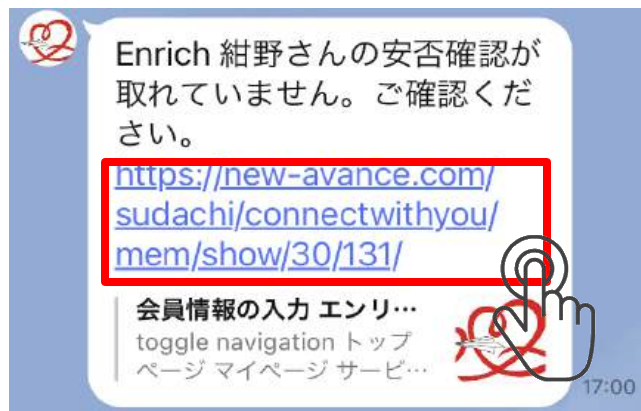 Enrich 紺野さんの安否確認が
取れていません。ご確認くだ
さい。
https://new-avance.com/
sudachi/connectwithyou/
mem/show/30/131/
会員情報の入力 エンリ…
toggle navigation トップ
ページ マイページ サービ…
17:00